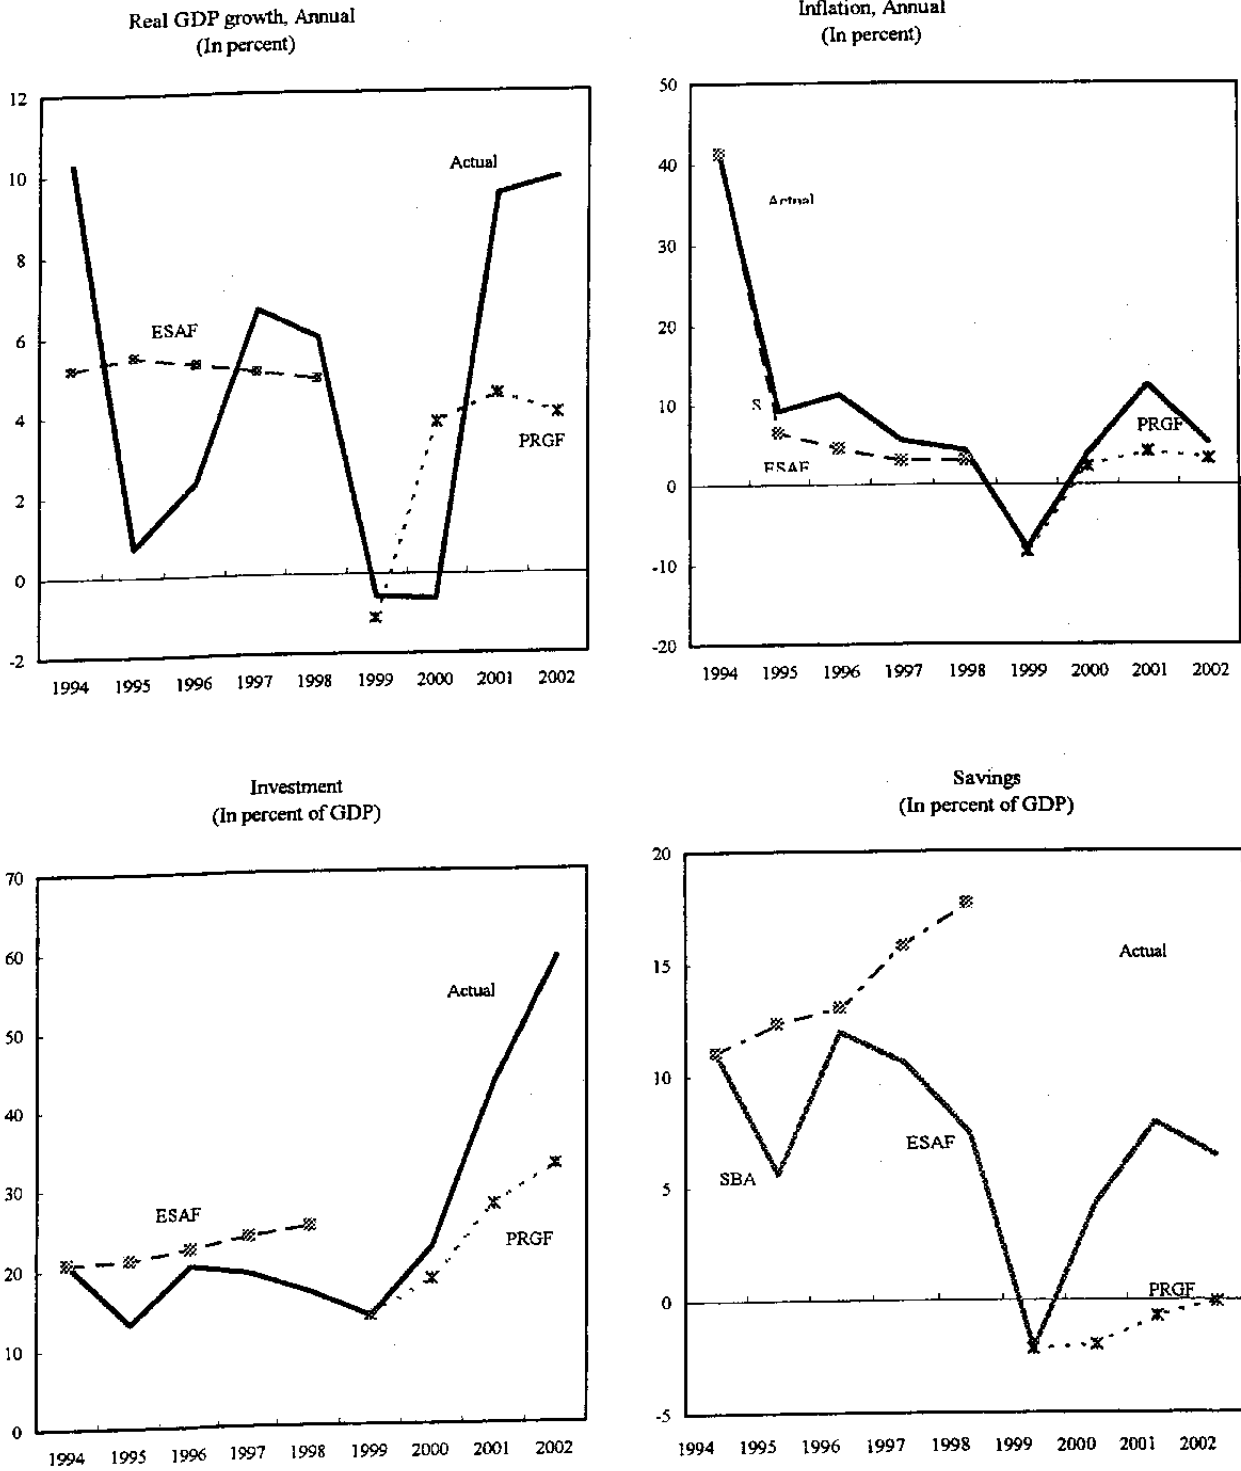 Real GDP growth, Annual
(In percent)
12
10
8
6
4
2
0
-2
Actual
ESAF
PRGF
1994 1995 1996 1997 1998 1999 2000 2001 2002
Inflation, Annual
(In percent)
50
40
30
20
10
0
-10
-20
Actual
S
ESAF
PRGF
1994 1995 1996 1997 1998 1999 2000 2001 2002
Investment
(In percent of GDP)
70
60
50
40
30
20
10
0
Actual
ESAF
PRGF
1994 1995 1996 1997 1998 1999 2000 2001 2002
Savings
(In percent of GDP)
20
15
10
5
0
-5
Actual
ESAF
SBA
PRGF
1994 1995 1996 1997 1998 1999 2000 2001 2002